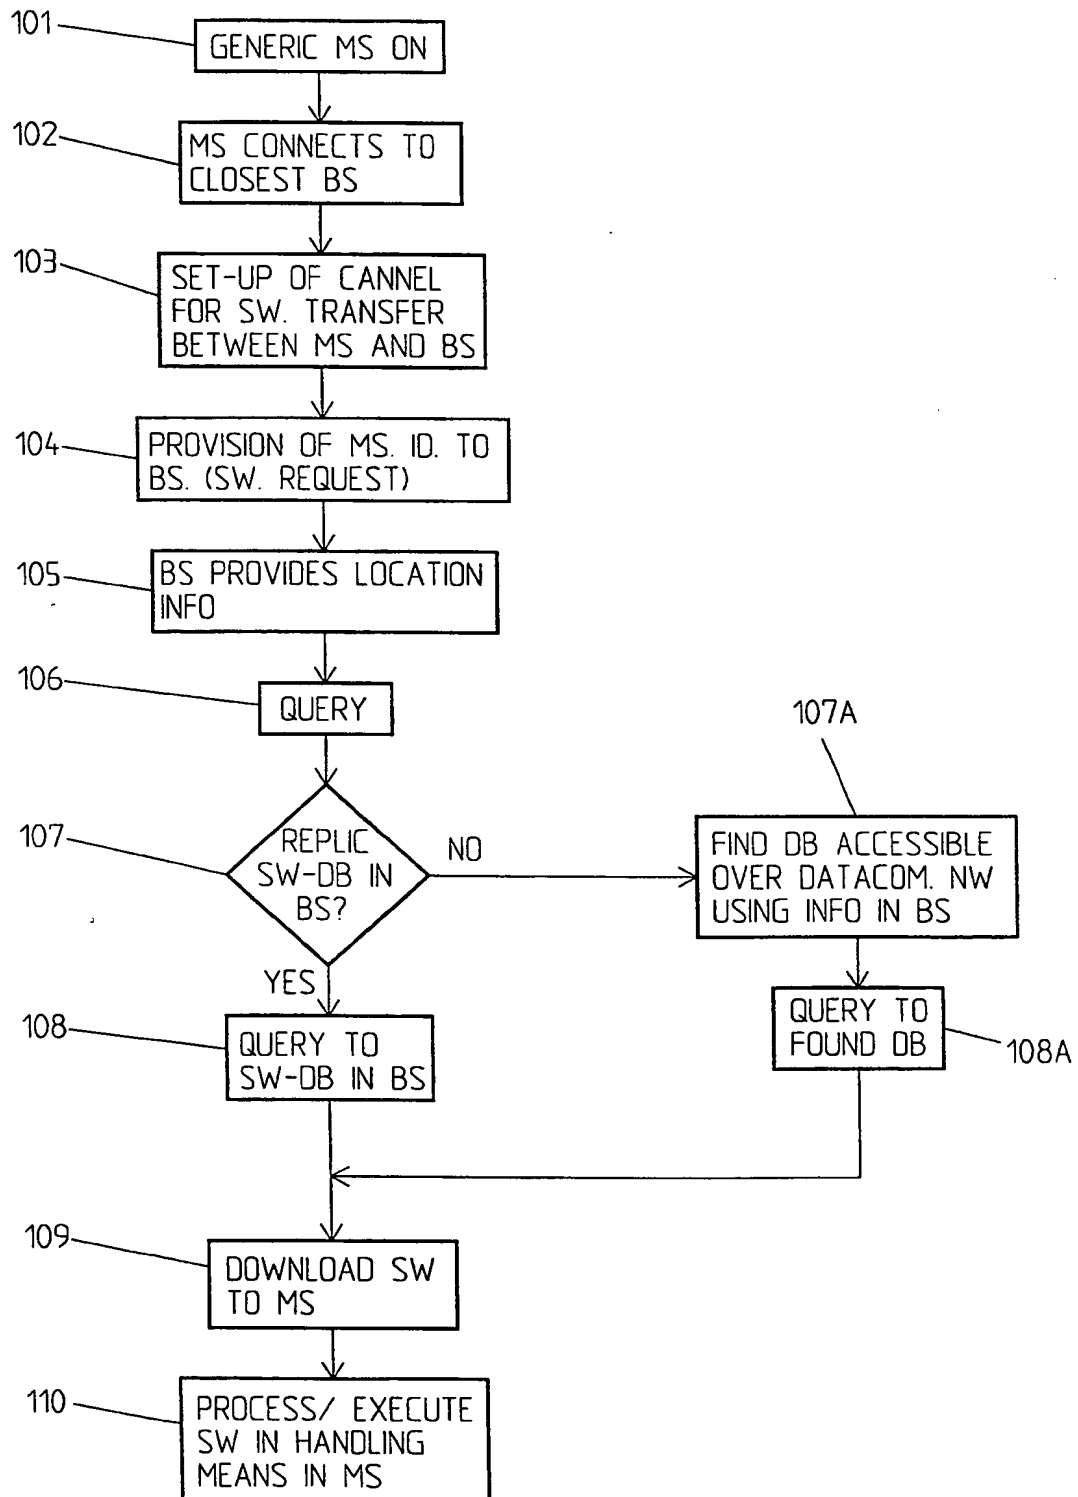 101
GENERIC MS ON
102
MS CONNECTS TO
CLOSEST BS
103
SET-UP OF CANNEL
FOR SW. TRANSFER
BETWEEN MS AND BS
104
PROVISION OF MS. ID. TO
BS. (SW. REQUEST)
105
BS PROVIDES LOCATION
INFO
106
QUERY
107
REPLIC
SW-DB IN
BS?
NO
YES
107A
FIND DB ACCESSIBLE
OVER DATACOM. NW
USING INFO IN BS
108
QUERY TO
SW-DB IN BS
QUERY TO
FOUND DB
108A
109
DOWNLOAD SW
TO MS
110
PROCESS/ EXECUTE
SW IN HANDLING
MEANS IN MS